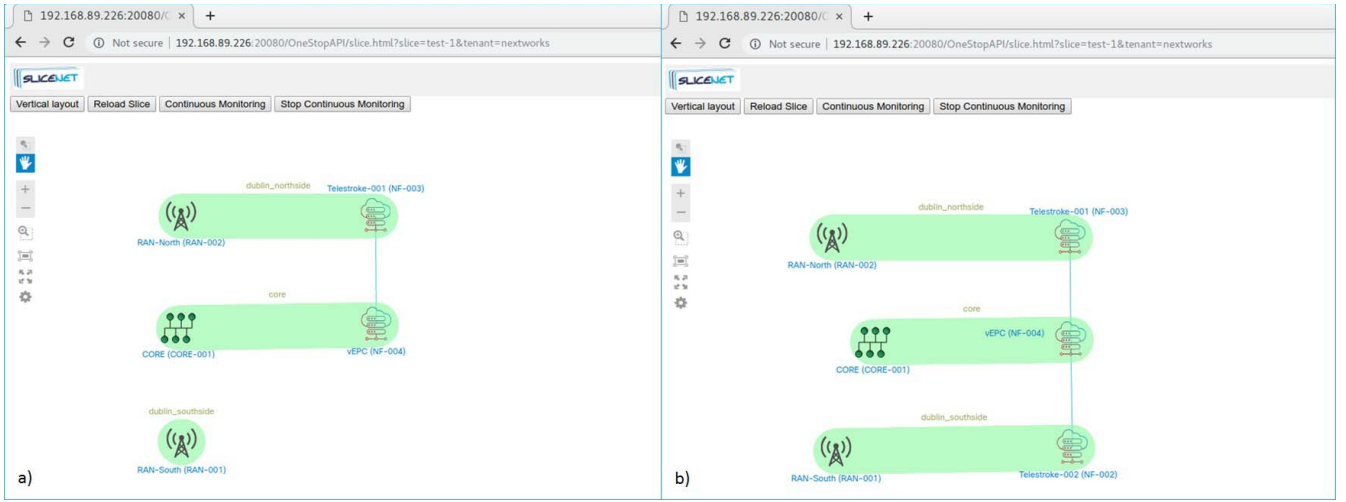 192.168.89.226:20080/O
Not secure | 192.168.89.226:20080/OneStopAPI/slice.html?slice=test-1&tenant=nextworks
SLICENET
Vertical layout
Reload Slice
Continuous Monitoring
Stop Continuous Monitoring
dublin_northside
Telestroke-001 (NF-003)
RAN-North (RAN-002)
core
CORE (CORE-001)
vEPC (NF-004)
dublin_southside
RAN-South (RAN-001)
a)
192.168.89.226:20080/O
Not secure | 192.168.89.226:20080/OneStopAPI/slice.html?slice=test-1&tenant=nextworks
SLICENET
Vertical layout
Reload Slice
Continuous Monitoring
Stop Continuous Monitoring
dublin_northside
Telestroke-001 (NF-003)
RAN-North (RAN-002)
core
vEPC (NF-004)
CORE (CORE-001)
dublin_southside
RAN-South (RAN-001)
Telestroke-002 (NF-002)
b)